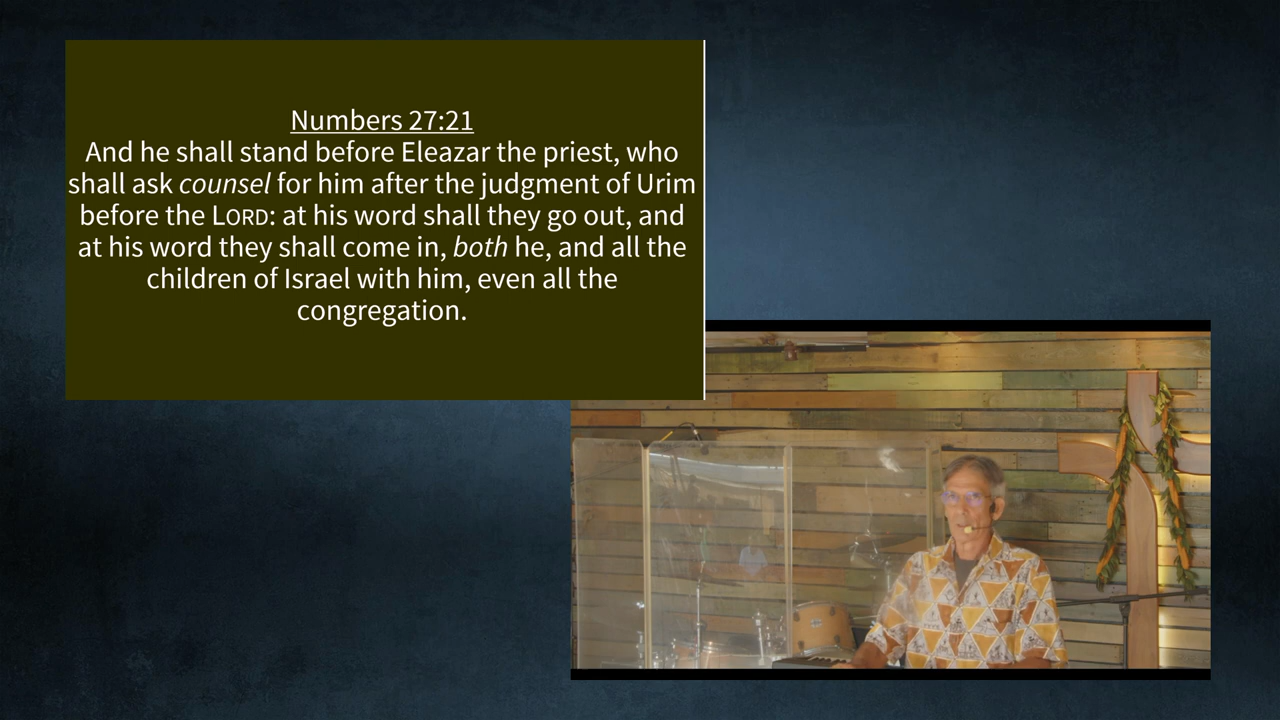 Numbers 27:21
And he shall stand before Eleazar the priest, who
shall ask counsel for him after the judgment of Urim
before the LORD: at his word shall they go out, and
at his word they shall come in, both he, and all the
children of Israel with him, even all the
congregation.